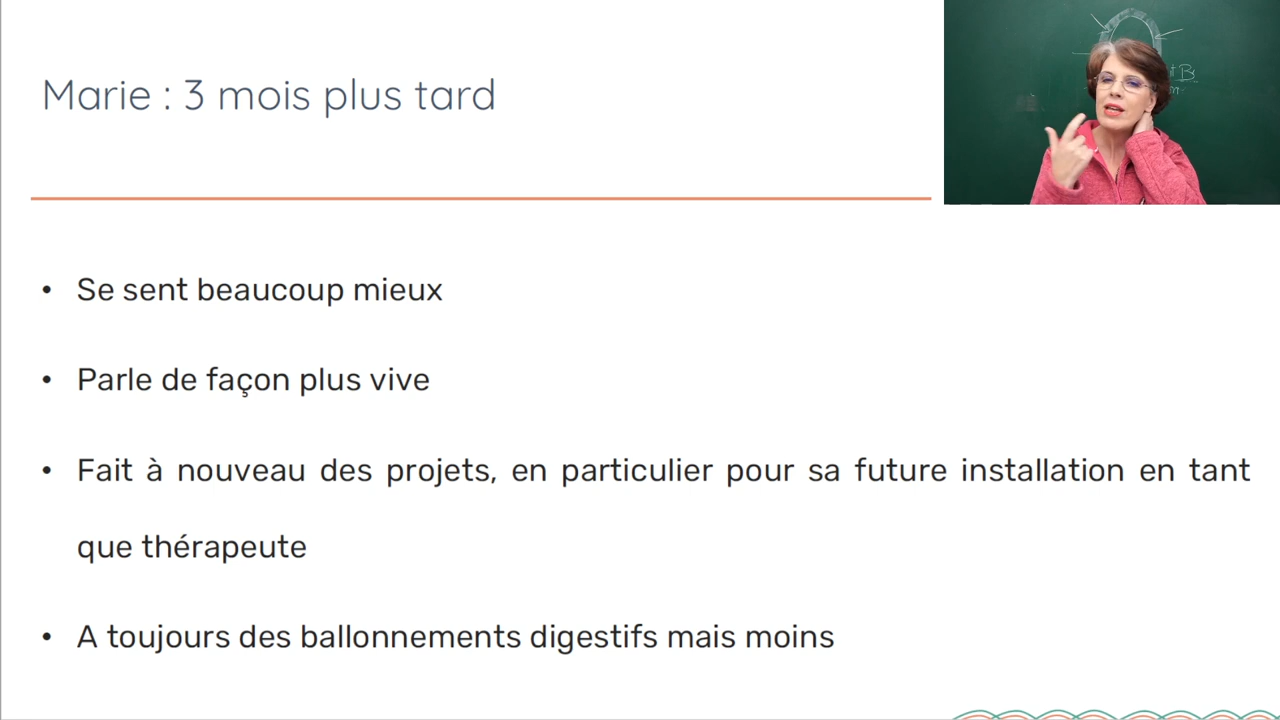 Marie : 3 mois plus tard
• Se sent beaucoup mieux
• Parle de façon plus vive
• Fait à nouveau des projets, en particulier pour sa future installation en tant
que thérapeute
• A toujours des ballonnements digestifs mais moins